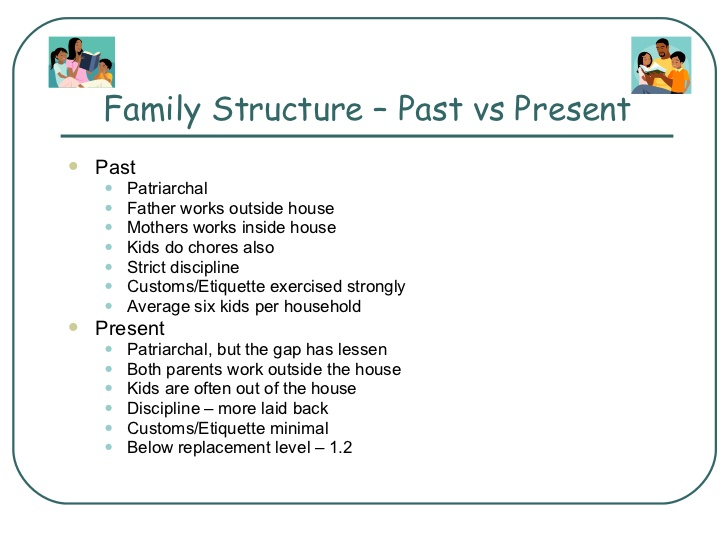 Family Structure – Past vs Present
Past
Patriarchal
Father works outside house
Mothers works inside house
Kids do chores also
Strict discipline
Customs/Etiquette exercised strongly
Average six kids per household
Present
Patriarchal, but the gap has lessen
Both parents work outside the house
Kids are often out of the house
Discipline – more laid back
Customs/Etiquette minimal
Below replacement level – 1.2